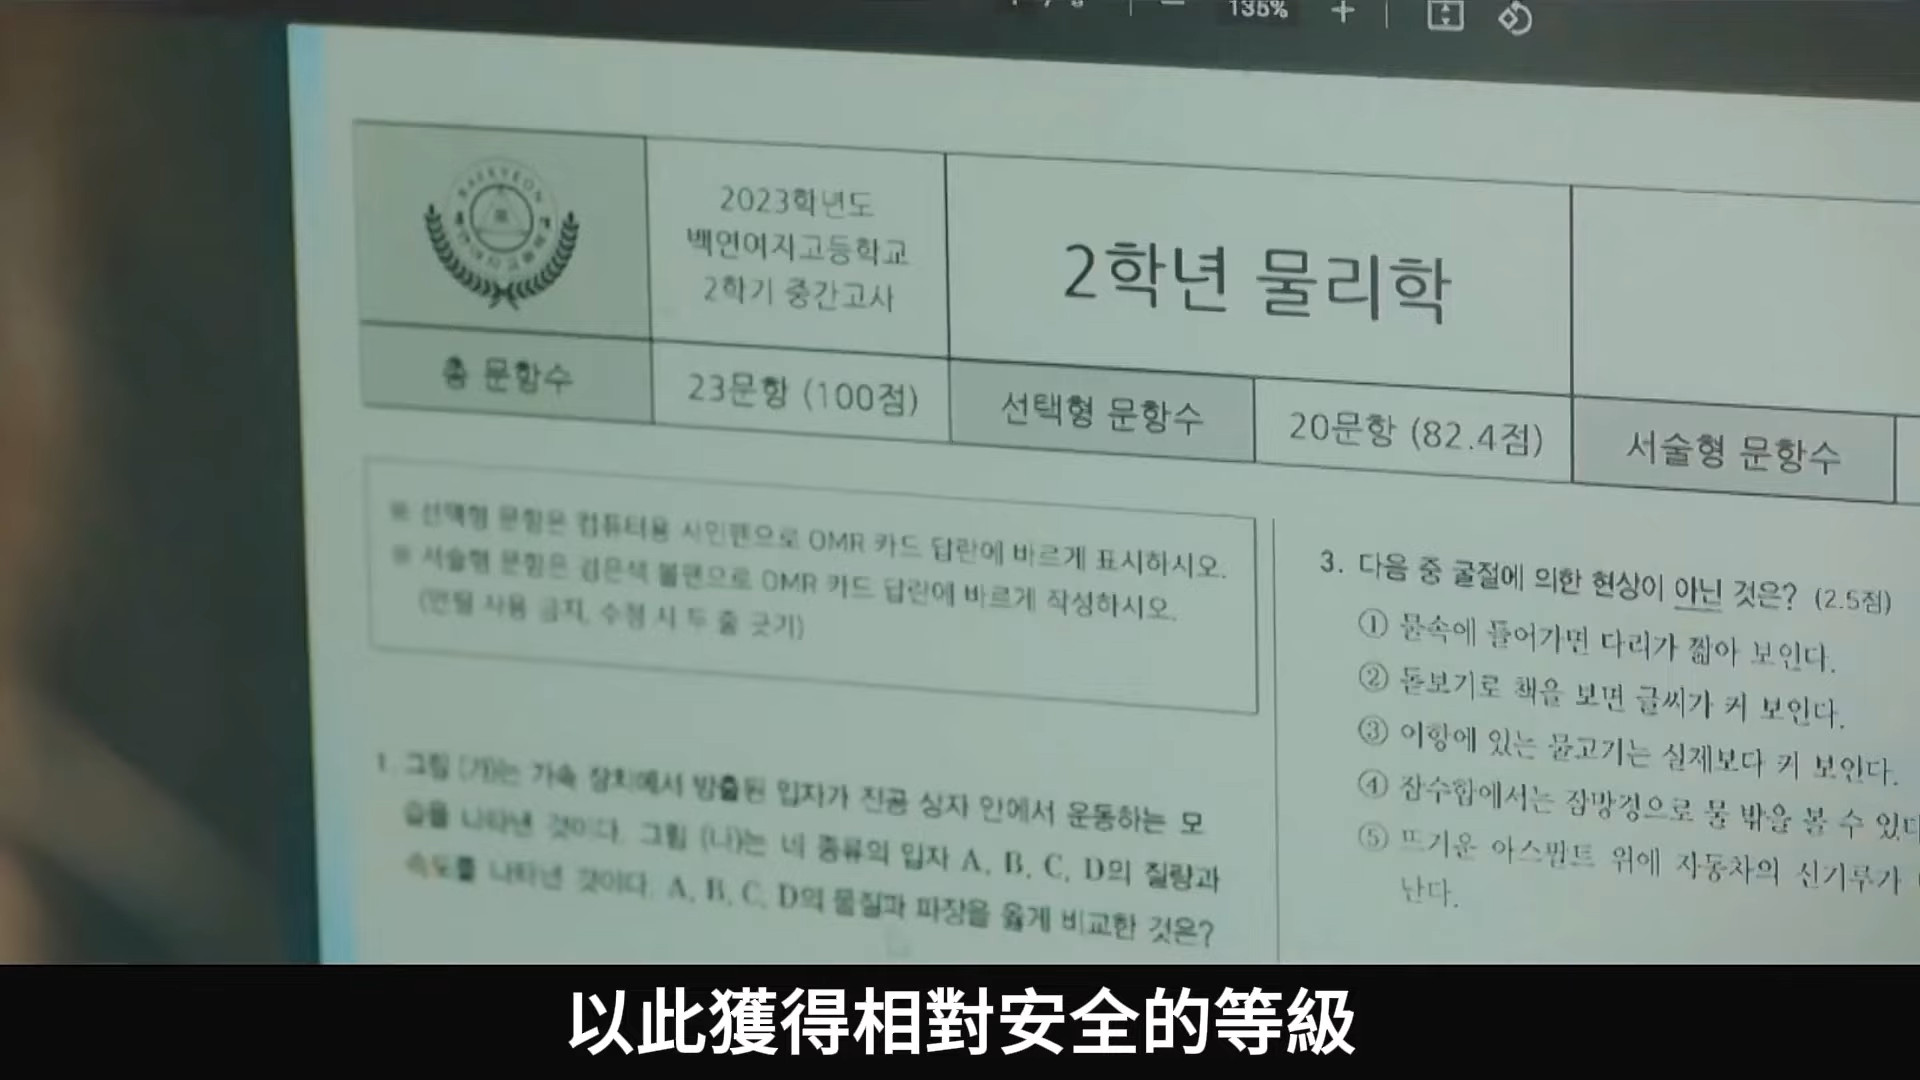 135%
BAEKYEON
2023학년도
백연여자고등학교
2학기 중간고사
2학년 물리학
총 문항수
23문항 (100점)
선택형 문항수
20문항 (82.4점)
서술형 문항수
※ 선택형 문항은 컴퓨터용 사인펜으로 OMR 카드 답란에 바르게 표시하시오.
※ 서술형 문항은 검은색 볼펜으로 OMR 카드 답란에 바르게 작성하시오.
(연필 사용 금지, 수정 시 두 줄 긋기)
1. 그림 (가)는 가속 장치에서 방출된 입자가 진공 상자 안에서 운동하는 모
습을 나타낸 것이다. 그림 (나)는 네 종류의 입자 A, B, C, D의 질량과
속도를 나타낸 것이다. A, B, C, D의 물질파 파장을 옳게 비교한 것은?
3. 다음 중 굴절에 의한 현상이 아닌 것은? (2.5점)
① 물속에 들어가면 다리가 짧아 보인다.
② 돋보기로 책을 보면 글씨가 커 보인다.
③ 어항에 있는 물고기는 실제보다 커 보인다.
④ 잠수함에서는 잠망경으로 물 밖을 볼 수 있다
⑤ 뜨거운 아스팔트 위에 자동차의 신기루가
난다.
以此獲得相對安全的等級